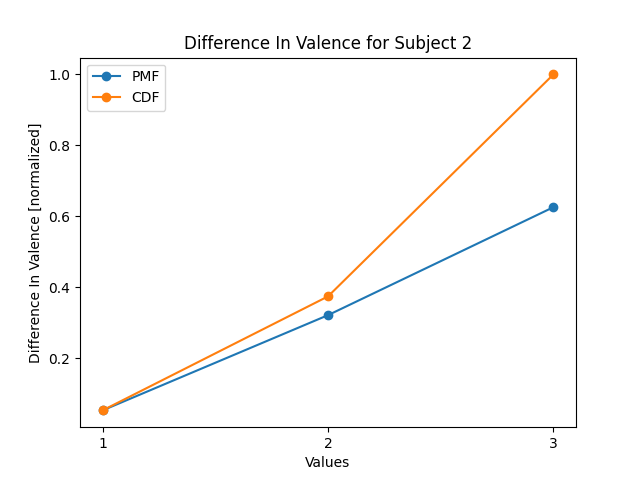 Difference In Valence for Subject 2
PMF
CDF
Difference In Valence [normalized]
1.0
0.8
0.6
0.4
0.2
1 2 3
Values